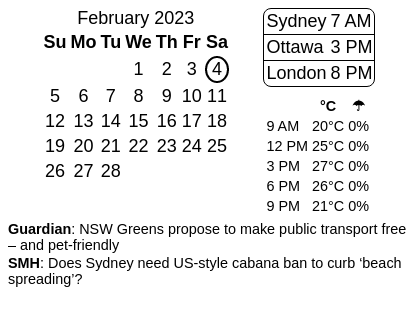 February 2023
Su Mo Tu We Th Fr Sa
1 2 3 4
5 6 7 8 9 10 11
12 13 14 15 16 17 18
19 20 21 22 23 24 25
26 27 28
Sydney 7 AM
Ottawa 3 PM
London 8 PM
°C ☂
9 AM 20°C 0%
12 PM 25°C 0%
3 PM 27°C 0%
6 PM 26°C 0%
9 PM 21°C 0%
Guardian: NSW Greens propose to make public transport free
– and pet-friendly
SMH: Does Sydney need US-style cabana ban to curb ‘beach
spreading’?